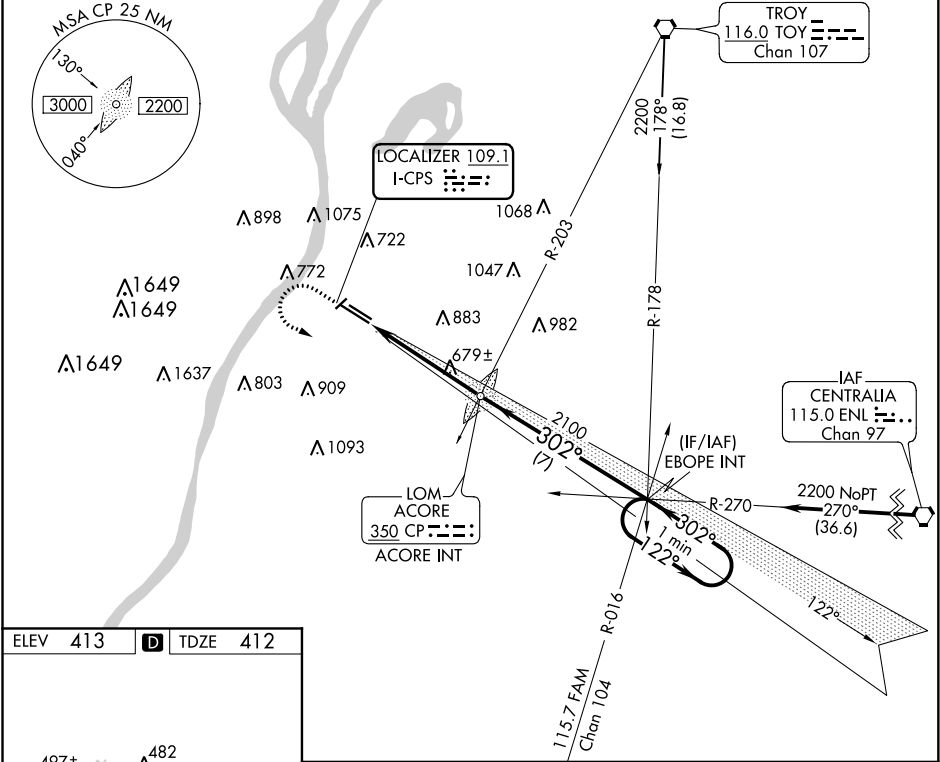 MSA CP 25 NM
130°
3000
2200
040°
TROY
116.0 TOY
Chan 107
2200
178°
(16.8)
LOCALIZER 109.1
I-CPS
898
1075
722
1068
R-203
772
1047
1649
1649
R-178
883
982
679±
1649
1637
803
909
IAF
CENTRALIA
115.0 ENL
Chan 97
2100
302°
(7)
(IF/IAF)
EBOPE INT
1093
LOM
ACORE
350 CP
ACORE INT
R-270
2200 NoPT
270°
(36.6)
302°
1 min
122°
122°
R-016
115.7 FAM
Chan 104
ELEV 413 D TDZE 412
482